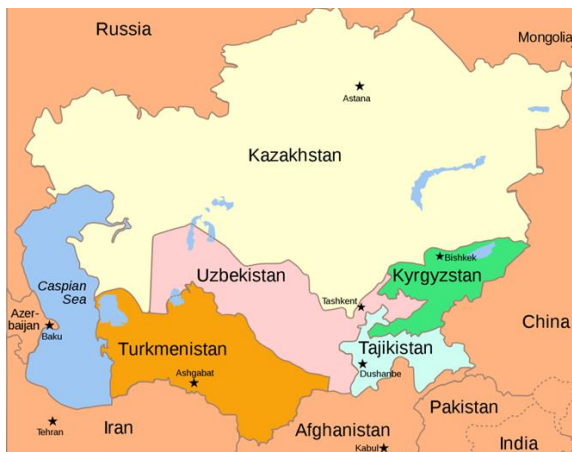 Russia
Mongolia
Astana
Kazakhstan
Caspian
Sea
Uzbekistan
Bishkek
Kyrgyzstan
Tashkent
Azer-
baijan
Baku
Turkmenistan
Tajikistan
China
Ashgabat
Dushanbe
Tehran
Iran
Afghanistan
Pakistan
Kabul
India